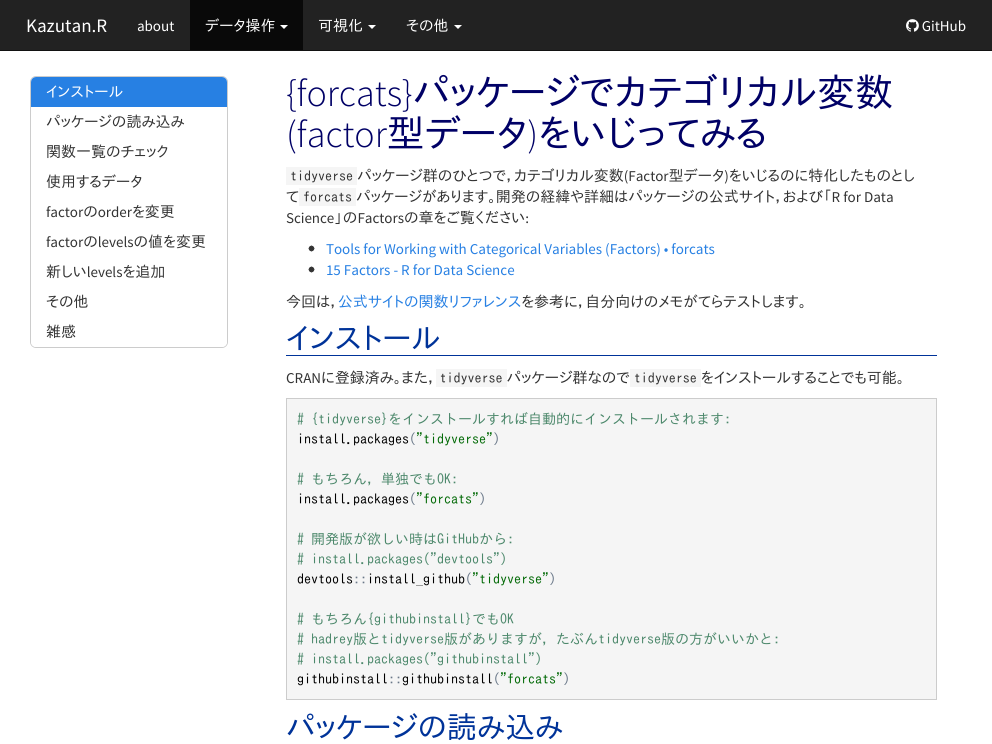 Kazutan.R about データ操作 可視化 その他 GitHub
インストール
パッケージの読み込み
関数一覧のチェック
使用するデータ
factorのorderを変更
factorのlevelsの値を変更
新しいlevelsを追加
その他
雑感
{forcats}パッケージでカテゴリカル変数
(factor型データ)をいじってみる
tidyverse パッケージ群のひとつで, カテゴリカル変数(Factor型データ)をいじるのに特化したものとし
て forcats パッケージがあります。開発の経緯や詳細はパッケージの公式サイト, および「R for Data
Science」のFactorsの章をご覧ください:
Tools for Working with Categorical Variables (Factors) • forcats
15 Factors - R for Data Science
今回は, 公式サイトの関数リファレンスを参考に, 自分向けのメモがてらテストします。
インストール
CRANに登録済み。また, tidyverse パッケージ群なので tidyverse をインストールすることでも可能。
# {tidyverse}をインストールすれば自動的にインストールされます:
install.packages("tidyverse")
# もちろん, 単独でもOK:
install.packages("forcats")
# 開発版が欲しい時はGitHubから:
# install.packages("devtools")
devtools::install_github("tidyverse")
# もちろん{githubinstall}でもOK
# hadrey版とtidyverse版がありますが, たぶんtidyverse版の方がいいかと:
# install.packages("githubinstall")
githubinstall::githubinstall("forcats")
パッケージの読み込み